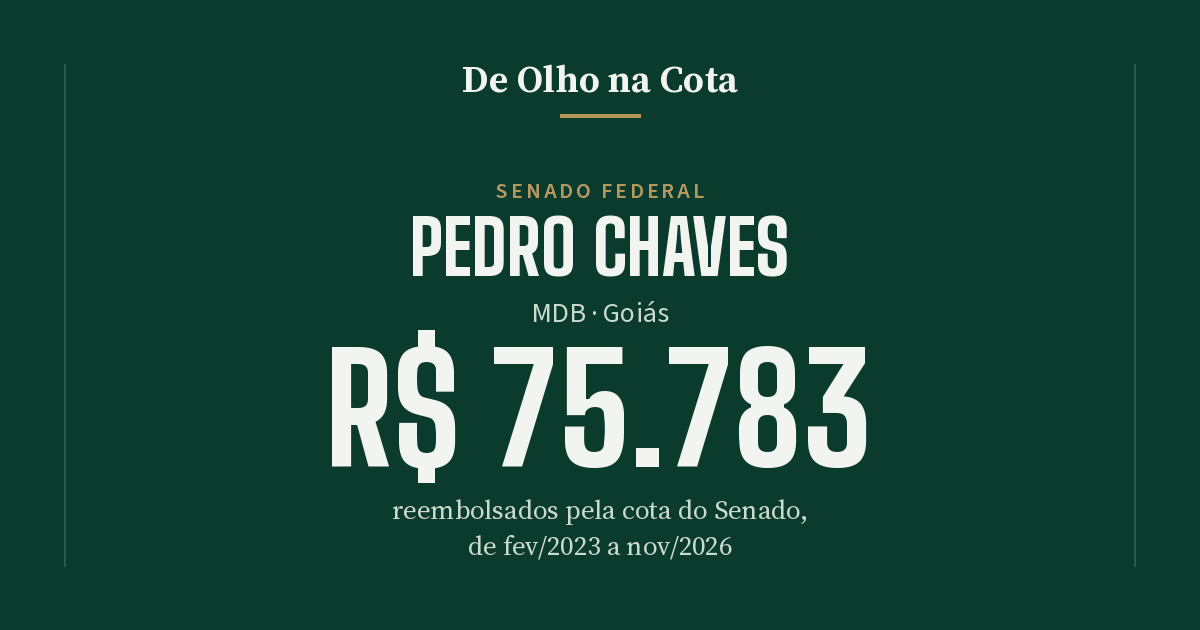 De Olho na Cota
SENADO FEDERAL
PEDRO CHAVES
MDB · Goiás
R$ 75.783
reembolsados pela cota do Senado,
de fev/2023 a nov/2026